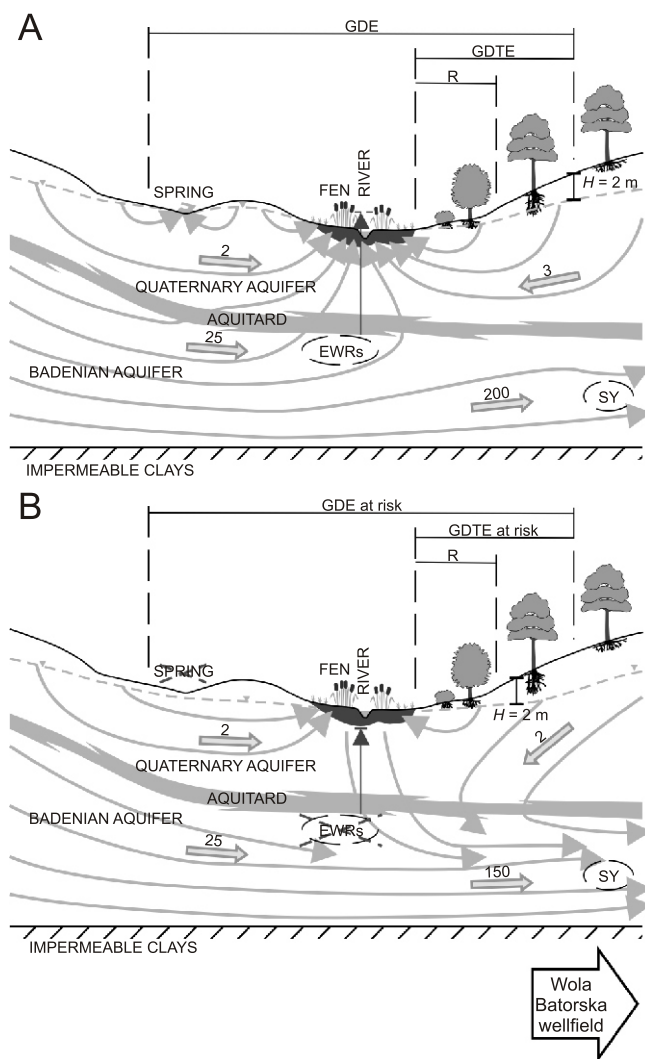 A
GDE
GDTE
R
SPRING
FEN
RIVER
H = 2 m
2
3
QUATERNARY AQUIFER
AQUITARD
25
EWRs
BADENIAN AQUIFER
200
SY
IMPERMEABLE CLAYS
B
GDE at risk
GDTE at risk
R
SPRING
FEN
RIVER
H = 2 m
2
2
QUATERNARY AQUIFER
AQUITARD
BADENIAN AQUIFER
EWRs
25
150
SY
IMPERMEABLE CLAYS
Wola
Batorska
wellfield